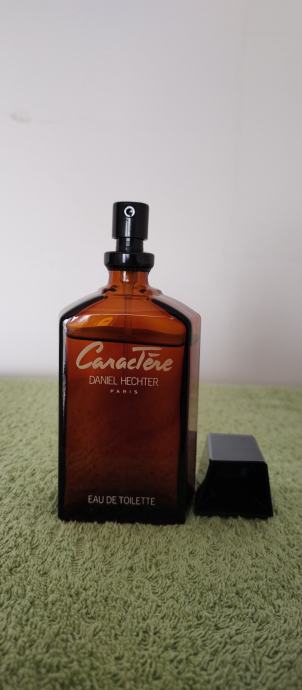 Caractère
DANIEL HECHTER
PARIS
EAU DE TOILETTE